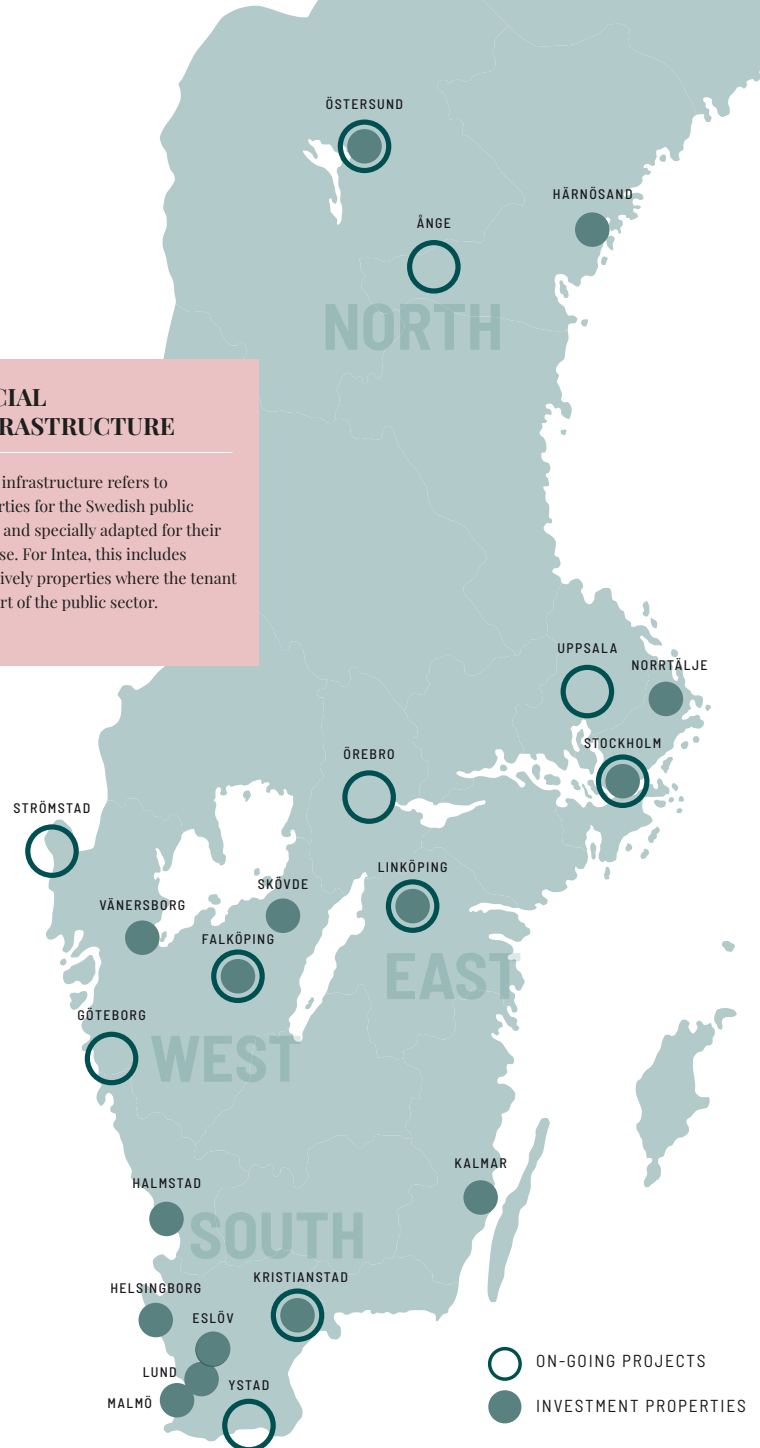 ÖSTERSUND
HÄRNÖSAND
ÅNGE
NORTH
CIAL
RASTRUCTURE
infrastructure refers to
rties for the Swedish public
and specially adapted for their
se. For Intea, this includes
ively properties where the tenant
rt of the public sector.
UPPSALA
NORRTÄLJE
STOCKHOLM
ÖREBRO
STRÖMSTAD
LINKÖPING
SKÖVDE
VÄNERSBORG
FALKÖPING
EAST
GÖTEBORG
WEST
KALMAR
HALMSTAD
SOUTH
KRISTIANSTAD
HELSINGBORG
ESLÖV
LUND
YSTAD
MALMÖ
ON-GOING PROJECTS
INVESTMENT PROPERTIES